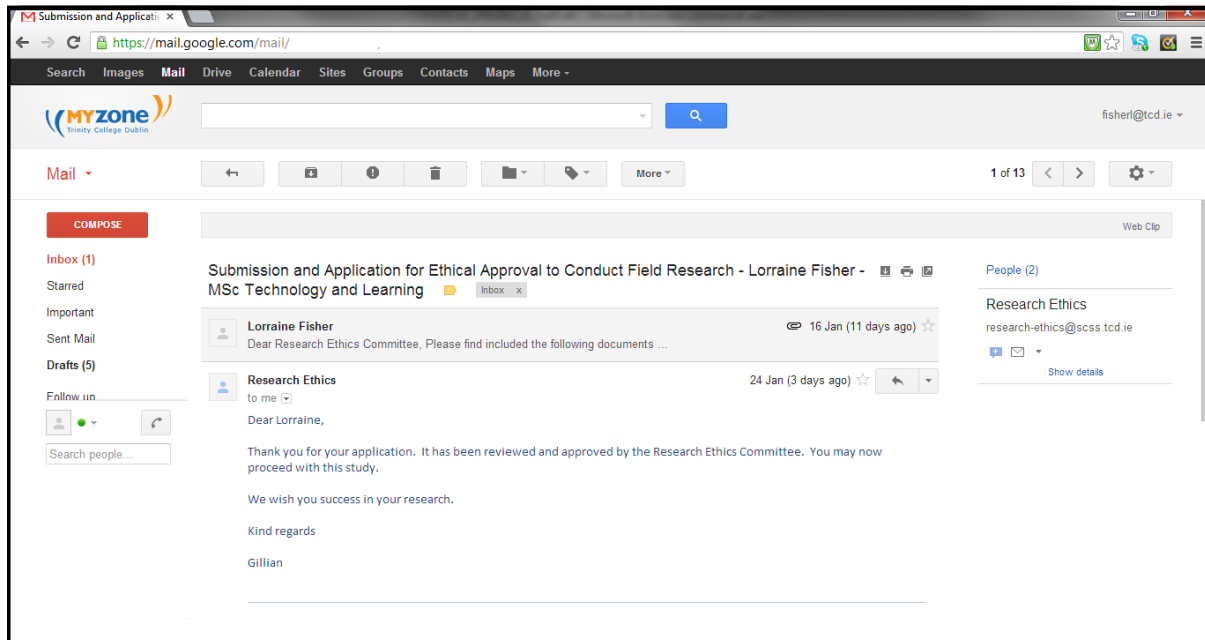 Submission and Applicatio
https://mail.google.com/mail/
Search Images Mail Drive Calendar Sites Groups Contacts Maps More
MYZONE
Trinity College Dublin
fisherl@tcd.ie
Mail
More
1 of 13
COMPOSE
Web Clip
Inbox (1)
Starred
Important
Sent Mail
Drafts (5)
Follow up
Search people...
Submission and Application for Ethical Approval to Conduct Field Research - Lorraine Fisher -
MSc Technology and Learning Inbox x
Lorraine Fisher 16 Jan (11 days ago)
Dear Research Ethics Committee, Please find included the following documents ...
Research Ethics 24 Jan (3 days ago)
to me
Dear Lorraine,
Thank you for your application. It has been reviewed and approved by the Research Ethics Committee. You may now
proceed with this study.
We wish you success in your research.
Kind regards
Gillian
People (2)
Research Ethics
research-ethics@scss.tcd.ie
Show details